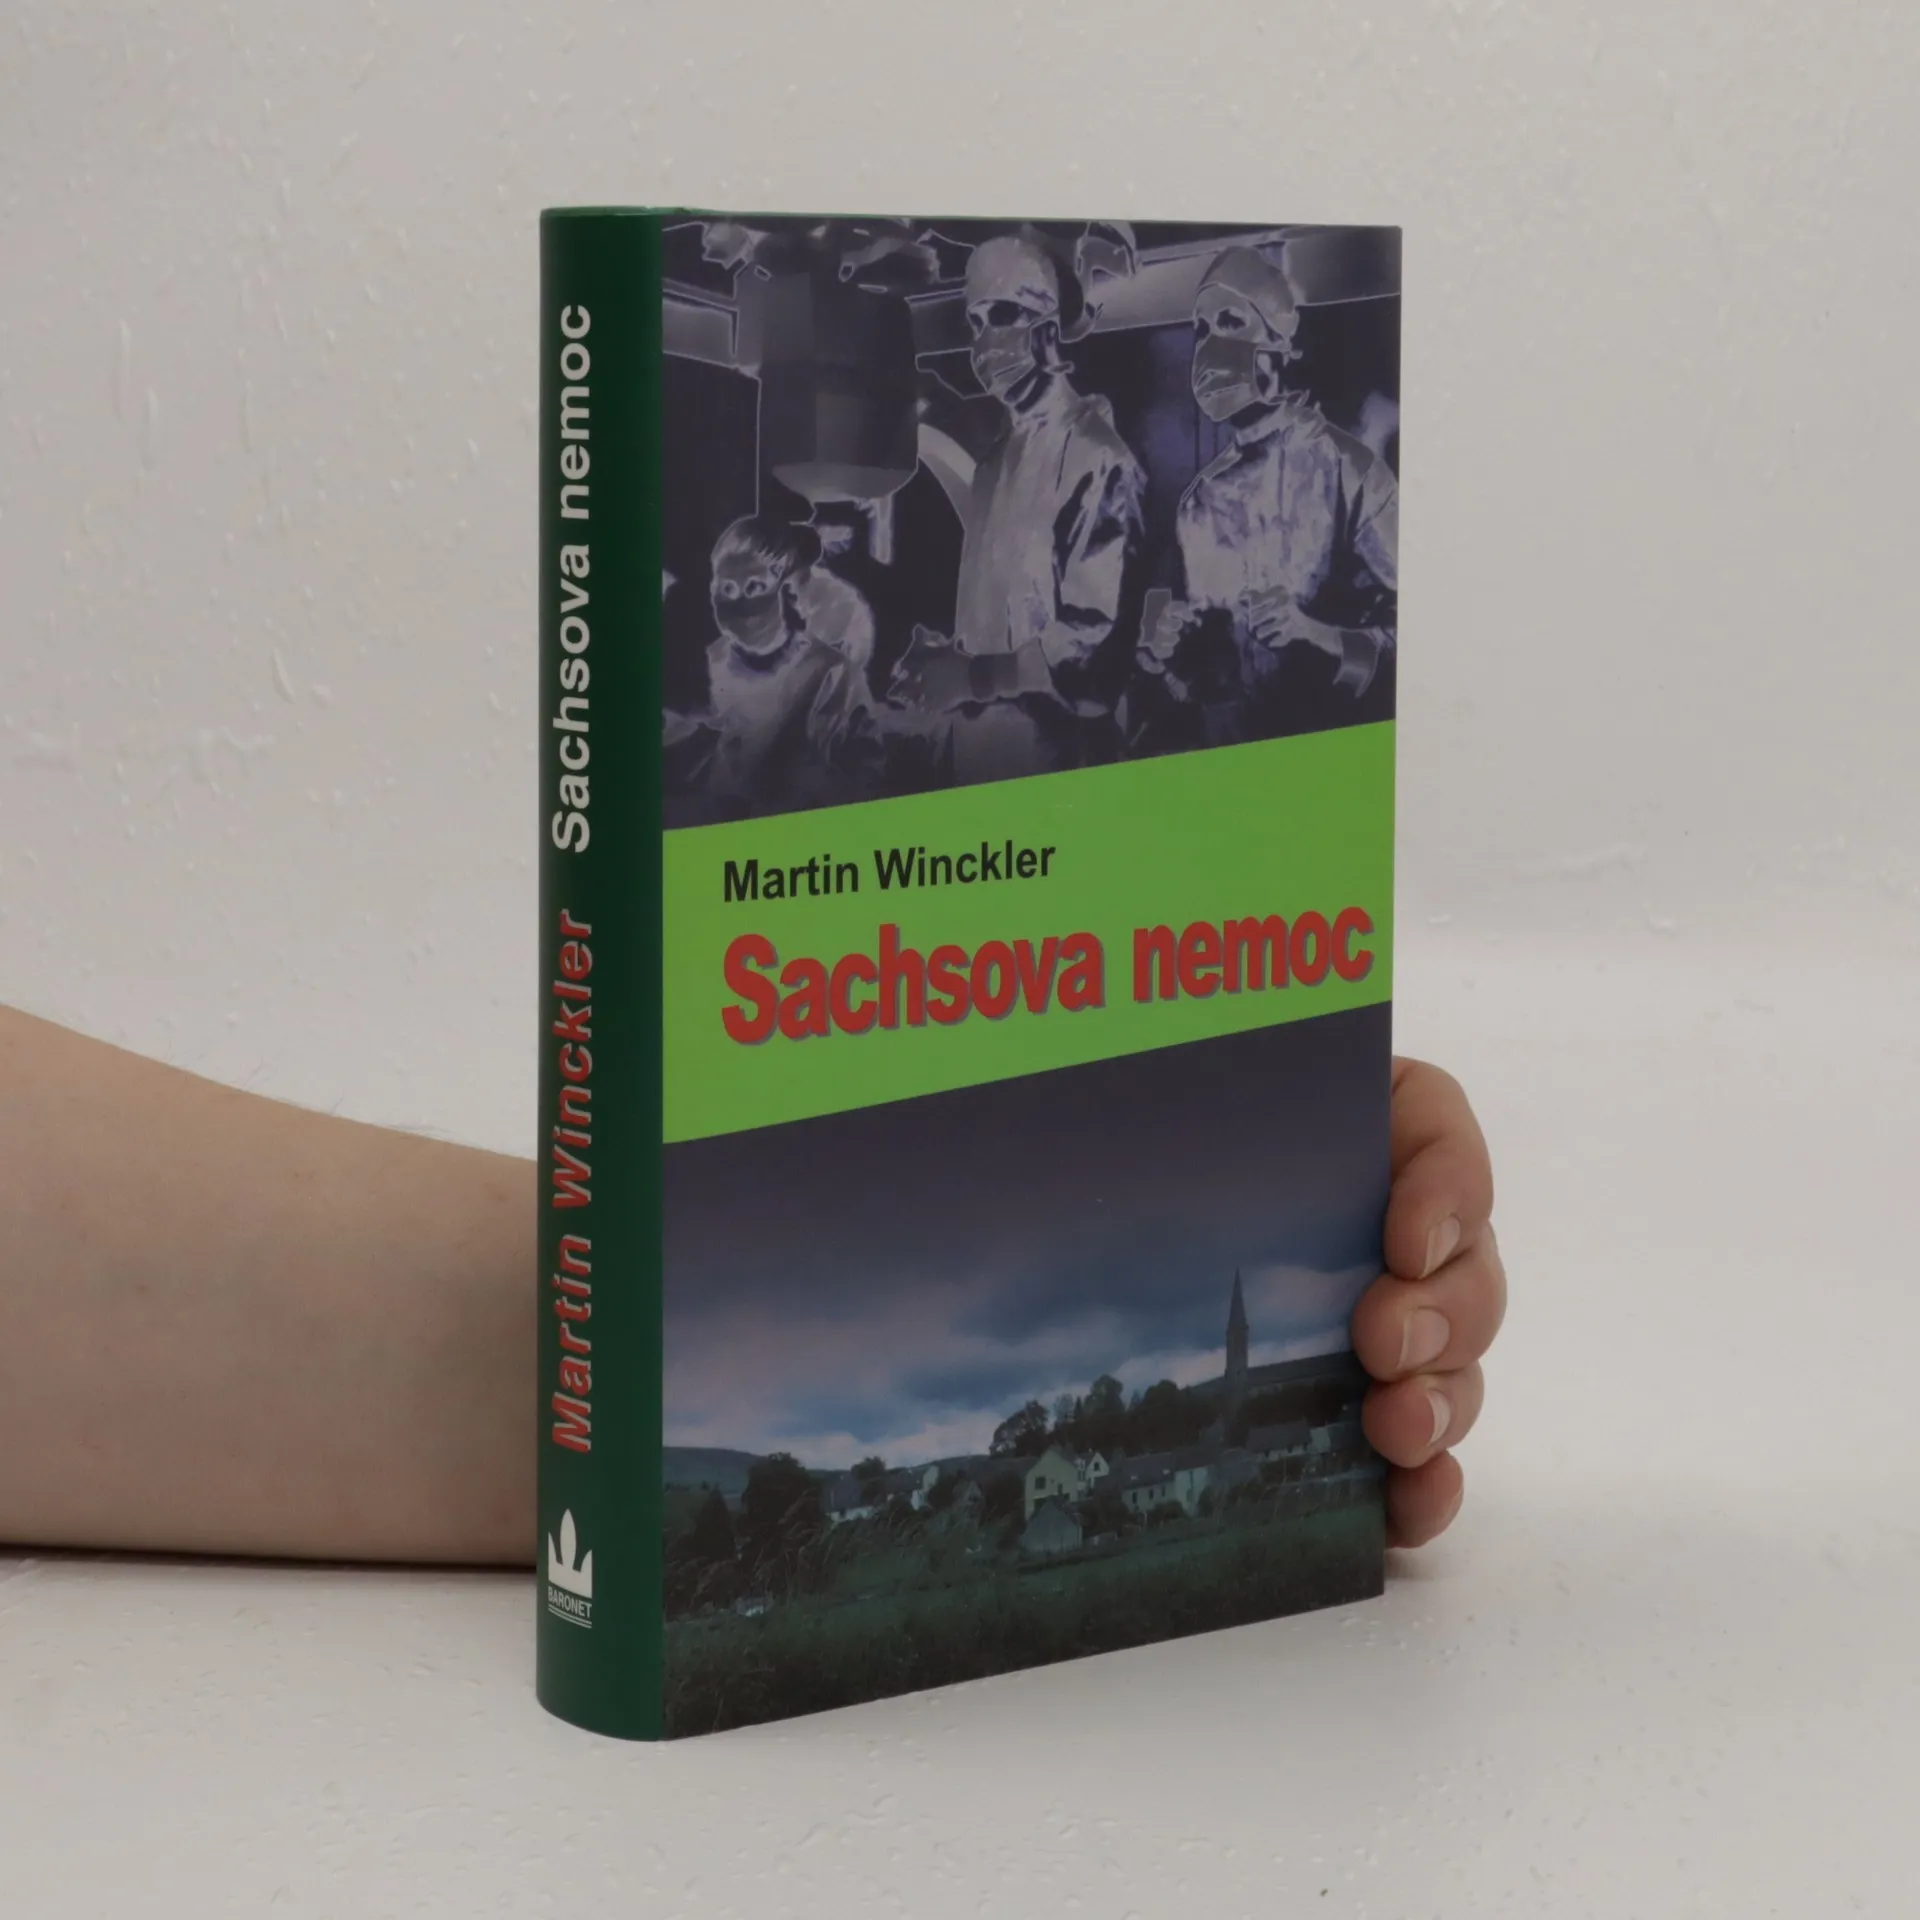 Martin Winckler Sachsova nemoc
BARONET
Martin Winckler
Sachsova nemoc